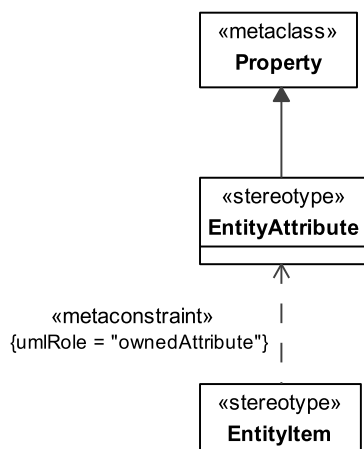 «metaclass»
Property
«stereotype»
EntityAttribute
«metaconstraint»
{umlRole = "ownedAttribute"}
«stereotype»
EntityItem